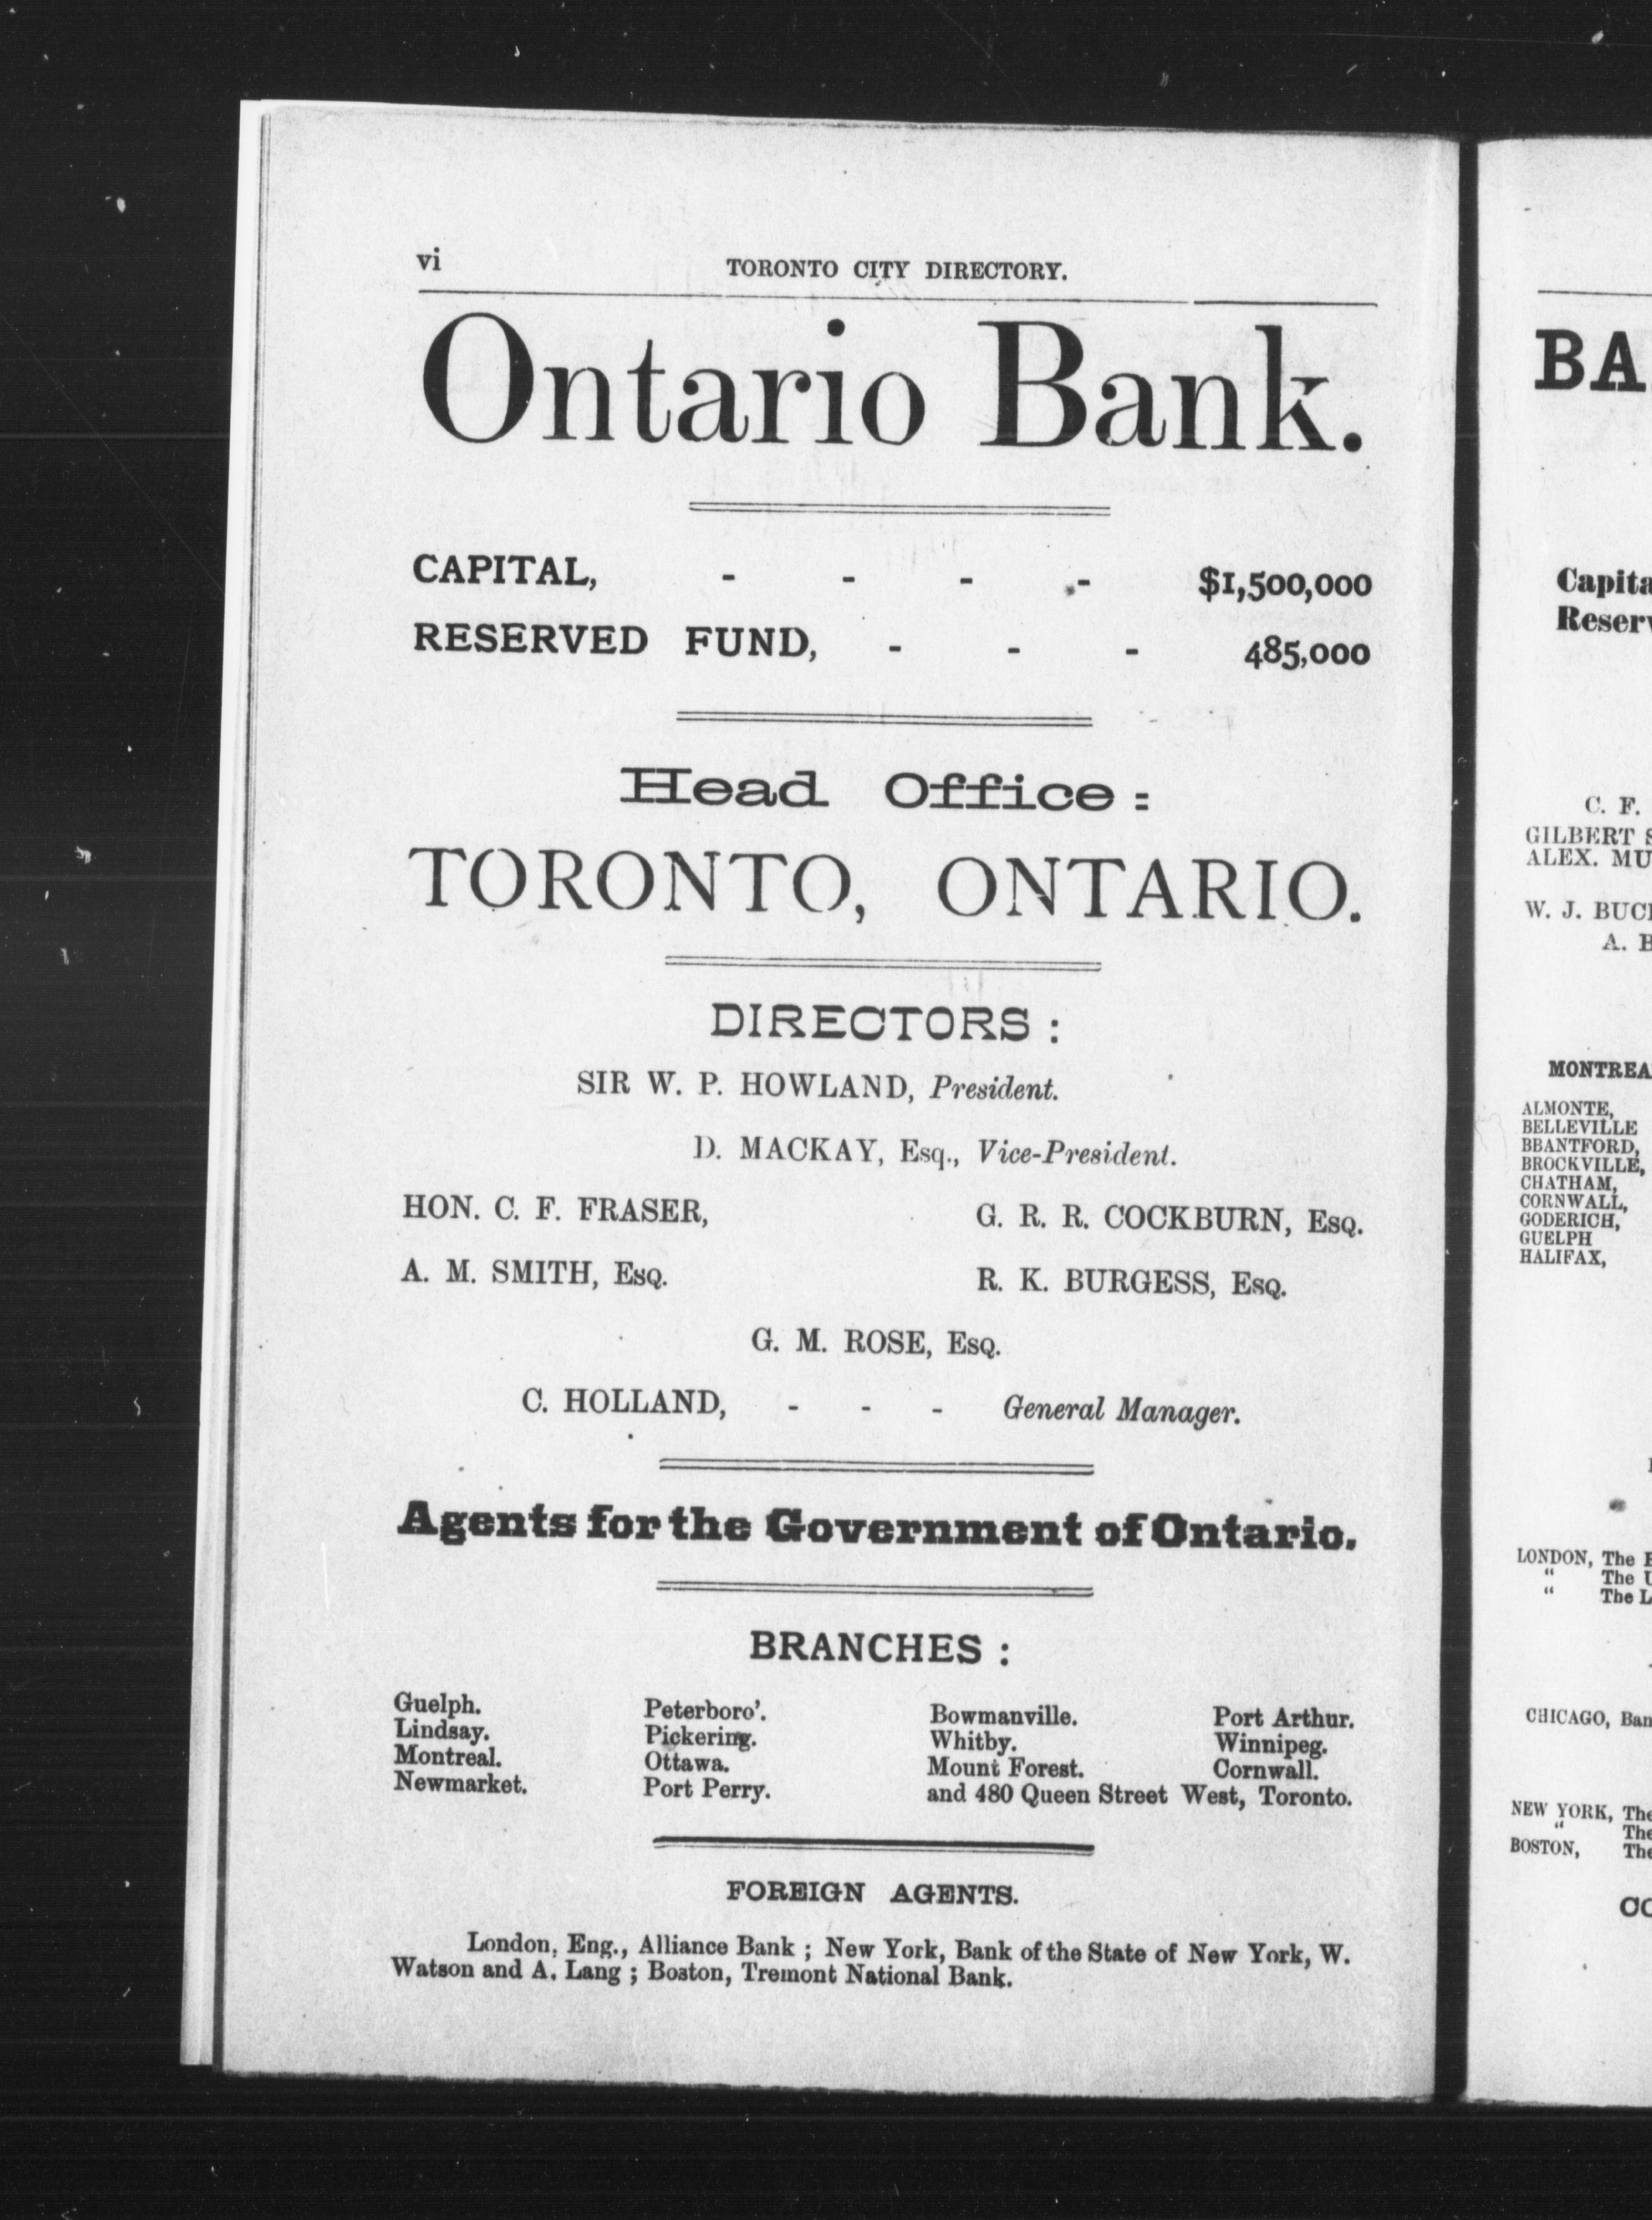 vi
TORONTO CITY DIRECTORY.
Ontario Bank.
CAPITAL, - - - - $1,500,000
RESERVED FUND, - - - 485,000
Head Office:
TORONTO, ONTARIO.
DIRECTORS:
SIR W. P. HOWLAND, President.
D. MACKAY, Esq., Vice-President.
HON. C. F. FRASER, G. R. R. COCKBURN, ESQ.
A. M. SMITH, ESQ. R. K. BURGESS, ESQ.
G. M. ROSE, ESQ.
C. HOLLAND, - - - General Manager.
Agents for the Government of Ontario.
BRANCHES:
Guelph. Peterboro'. Bowmanville. Port Arthur.
Lindsay. Pickering. Whitby. Winnipeg.
Montreal. Ottawa. Mount Forest. Cornwall.
Newmarket. Port Perry. and 480 Queen Street West, Toronto.
FOREIGN AGENTS.
London, Eng., Alliance Bank; New York, Bank of the State of New York, W.
Watson and A. Lang; Boston, Tremont National Bank.
BA
Capita
Reserv
C. F.
GILBERT S
ALEX. MU
W. J. BUC
A. B
MONTREA
ALMONTE,
BELLEVILLE
BBANTFORD,
BROCKVILLE,
CHATHAM,
CORNWALL,
GODERICH,
GUELPH
HALIFAX,
LONDON, The
" The
" The L
CHICAGO, Ban
NEW YORK, The
" The
BOSTON, The